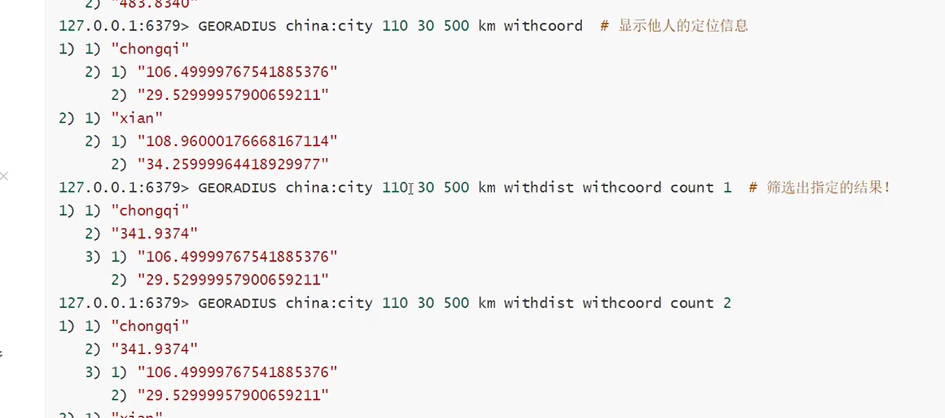 2) "483.8340"
127.0.0.1:6379> GEORADIUS china:city 110 30 500 km withcoord  # 显示他人的定位信息
1) 1) "chongqi"
   2) 1) "106.49999767541885376"
      2) "29.52999957900659211"
2) 1) "xian"
   2) 1) "108.96000176668167114"
      2) "34.25999964418929977"
127.0.0.1:6379> GEORADIUS china:city 110 30 500 km withdist withcoord count 1  # 筛选出指定的结果!
1) 1) "chongqi"
   2) "341.9374"
   3) 1) "106.49999767541885376"
      2) "29.52999957900659211"
127.0.0.1:6379> GEORADIUS china:city 110 30 500 km withdist withcoord count 2
1) 1) "chongqi"
   2) "341.9374"
   3) 1) "106.49999767541885376"
      2) "29.52999957900659211"
2) 1) "xian"